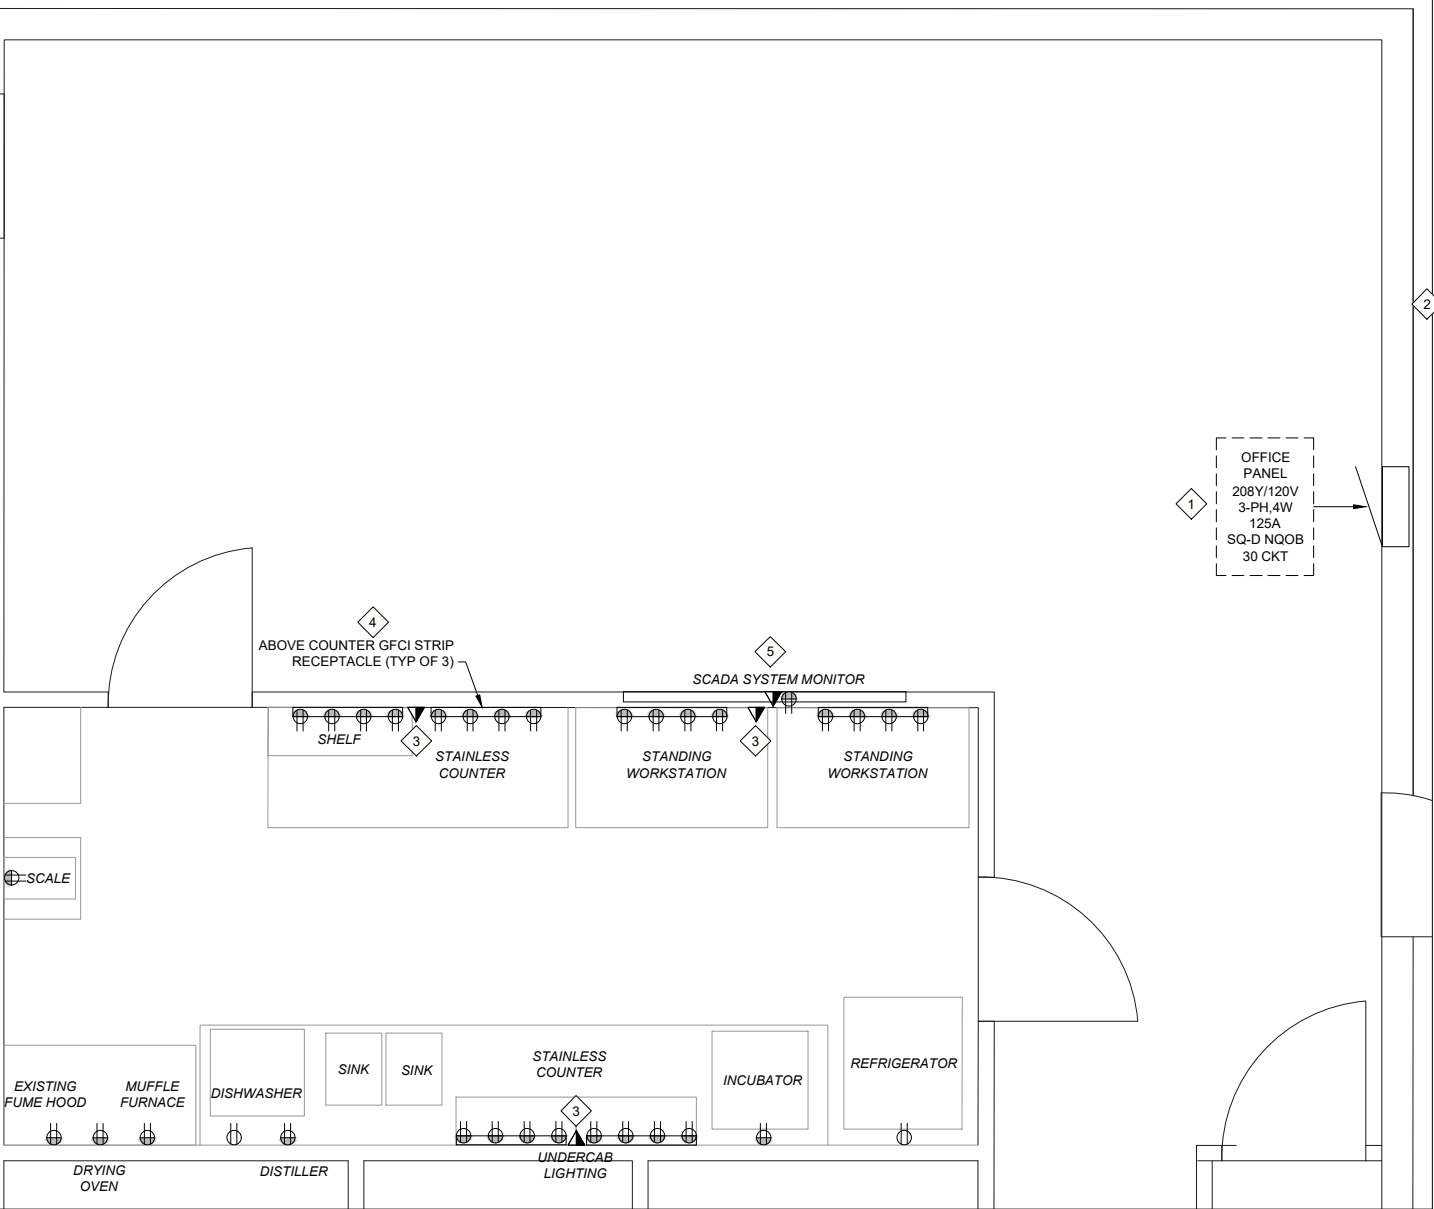 2
OFFICE
PANEL
208Y/120V
3-PH,4W
125A
SQ-D NQOB
30 CKT
1
4
ABOVE COUNTER GFCI STRIP
RECEPTACLE (TYP OF 3)
5
SCADA SYSTEM MONITOR
SHELF
3
STAINLESS
COUNTER
STANDING
WORKSTATION
3
STANDING
WORKSTATION
SCALE
EXISTING
FUME HOOD
MUFFLE
FURNACE
DISHWASHER
SINK
SINK
STAINLESS
COUNTER
INCUBATOR
REFRIGERATOR
3
DRYING
OVEN
DISTILLER
UNDERCAB
LIGHTING